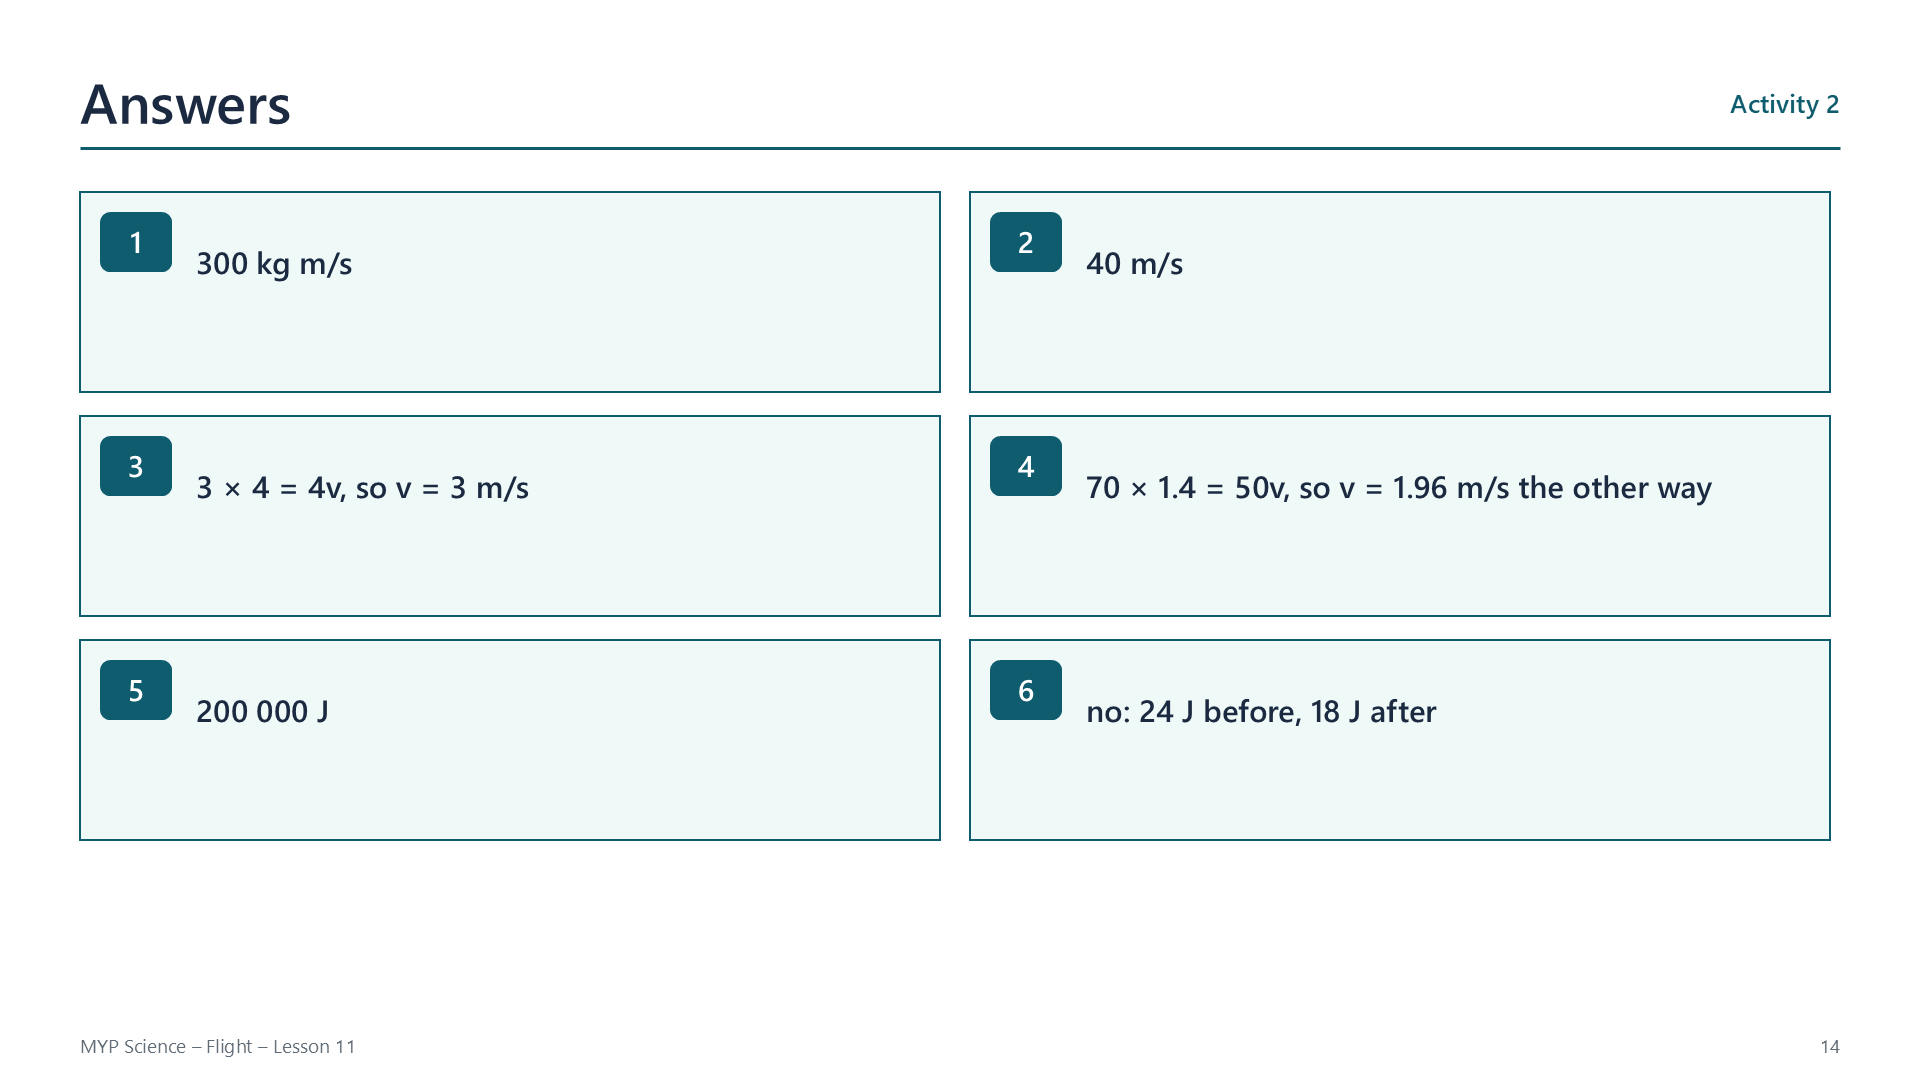 Answers
Activity 2
1
300 kg m/s
2
40 m/s
3
3 × 4 = 4v, so v = 3 m/s
4
70 × 1.4 = 50v, so v = 1.96 m/s the other way
5
200 000 J
6
no: 24 J before, 18 J after
MYP Science – Flight – Lesson 11
14